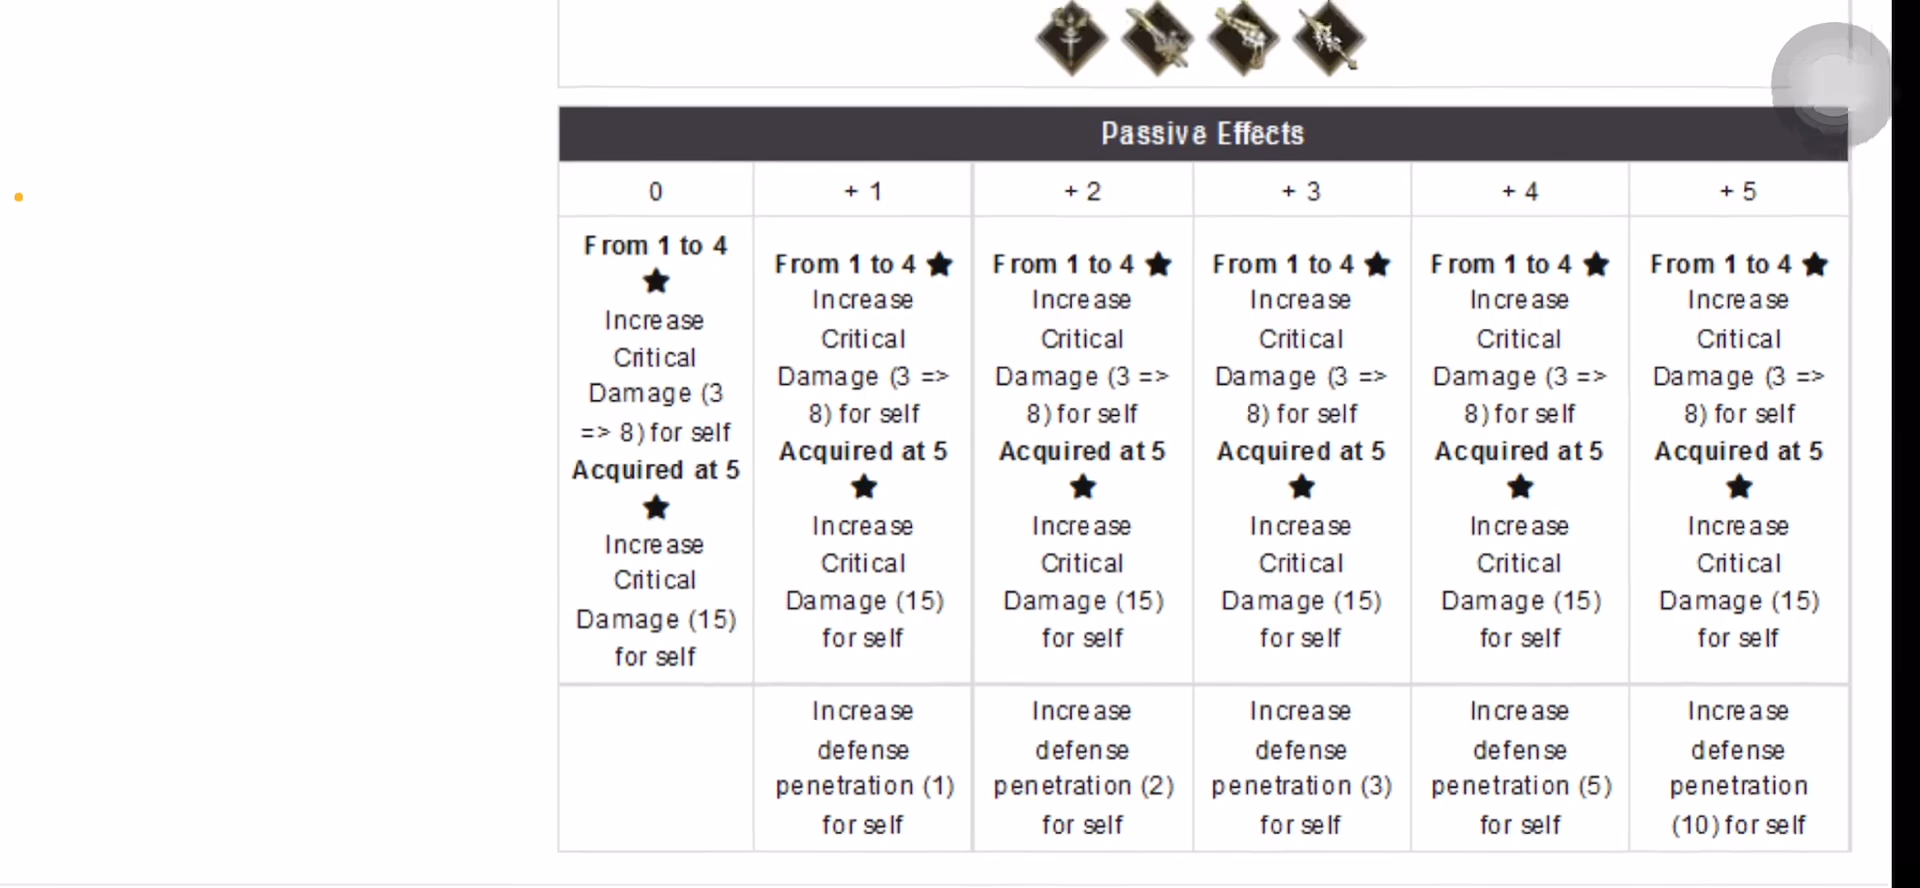 Passive Effects
0
+ 1
+ 2
+ 3
+ 4
+ 5
From 1 to 4
★
Increase
Critical
Damage (3
=> 8) for self
Acquired at 5
★
Increase
Critical
Damage (15)
for self
From 1 to 4 ★
Increase
Critical
Damage (3 =>
8) for self
Acquired at 5
★
Increase
Critical
Damage (15)
for self
From 1 to 4 ★
Increase
Critical
Damage (3 =>
8) for self
Acquired at 5
★
Increase
Critical
Damage (15)
for self
From 1 to 4 ★
Increase
Critical
Damage (3 =>
8) for self
Acquired at 5
★
Increase
Critical
Damage (15)
for self
From 1 to 4 ★
Increase
Critical
Damage (3 =>
8) for self
Acquired at 5
★
Increase
Critical
Damage (15)
for self
From 1 to 4 ★
Increase
Critical
Damage (3 =>
8) for self
Acquired at 5
★
Increase
Critical
Damage (15)
for self
Increase
defense
penetration (1)
for self
Increase
defense
penetration (2)
for self
Increase
defense
penetration (3)
for self
Increase
defense
penetration (5)
for self
Increase
defense
penetration
(10) for self